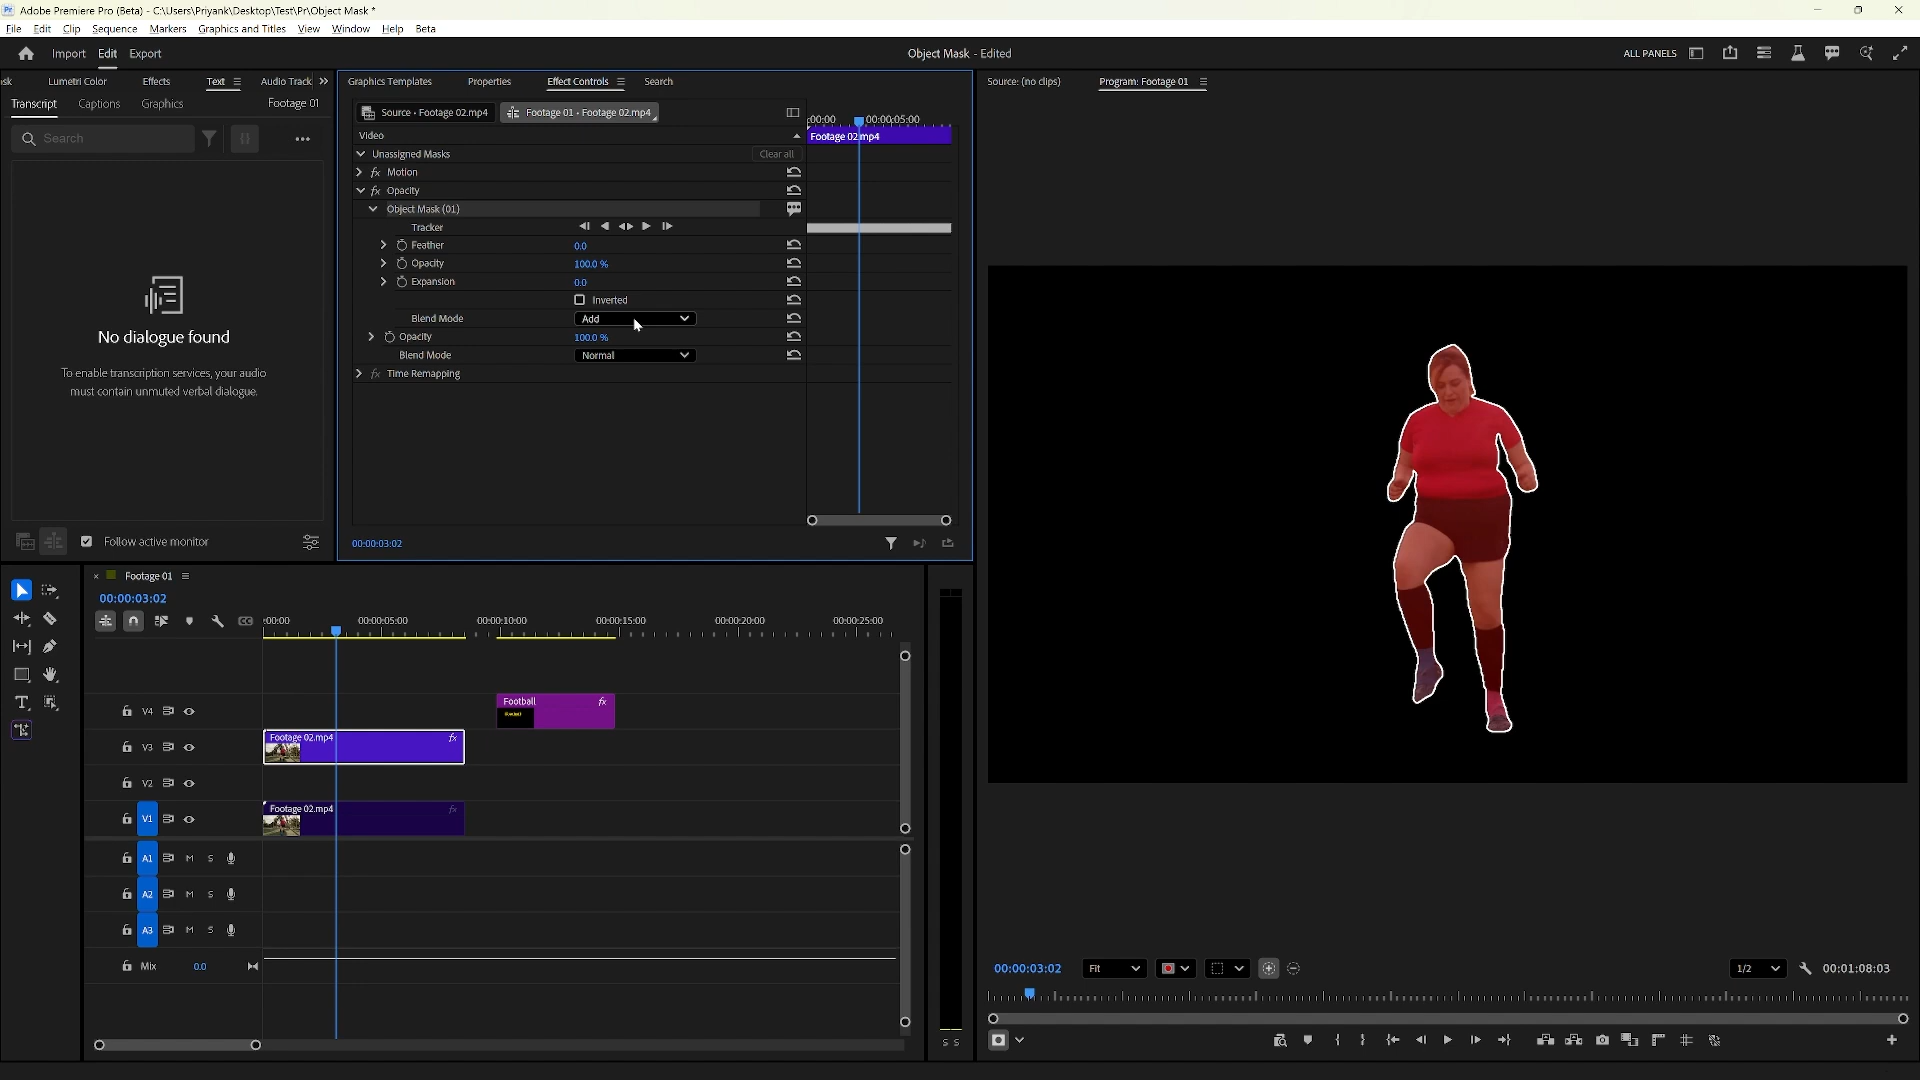 Adobe Premiere Pro (Beta) - C:\Users\Priyank\Desktop\Test\Pr\Object Mask *
File Edit Clip Sequence Markers Graphics and Titles View Window Help Beta
Import Edit Export
Object Mask - Edited
ALL PANELS
sk Lumetri Color Effects Text Audio Track
Transcript Captions Graphics Footage 01
Search
No dialogue found
To enable transcription services, your audio
must contain unmuted verbal dialogue.
Follow active monitor
Graphics Templates Properties Effect Controls Search
Source • Footage 02.mp4 Footage 01 • Footage 02.mp4
:00:00 00:00:05:00
Video
Footage 02.mp4
Unassigned Masks Clear all
fx Motion
fx Opacity
Object Mask (01)
Tracker
Feather 0.0
Opacity 100.0 %
Expansion 0.0
Inverted
Blend Mode Add
Opacity 100.0 %
Blend Mode Normal
fx Time Remapping
00:00:03:02
Source: (no clips) Program: Footage 01
00:00:03:02 Fit 1/2 00:01:08:03
× Footage 01
00:00:03:02
:00:00 00:00:05:00 00:00:10:00 00:00:15:00 00:00:20:00 00:00:25:00
CC
T
V4
Football fx
V3
Footage 02.mp4 fx
V2
V1
Footage 02.mp4 fx
A1 M S
A2 M S
A3 M S
Mix 0.0
S S